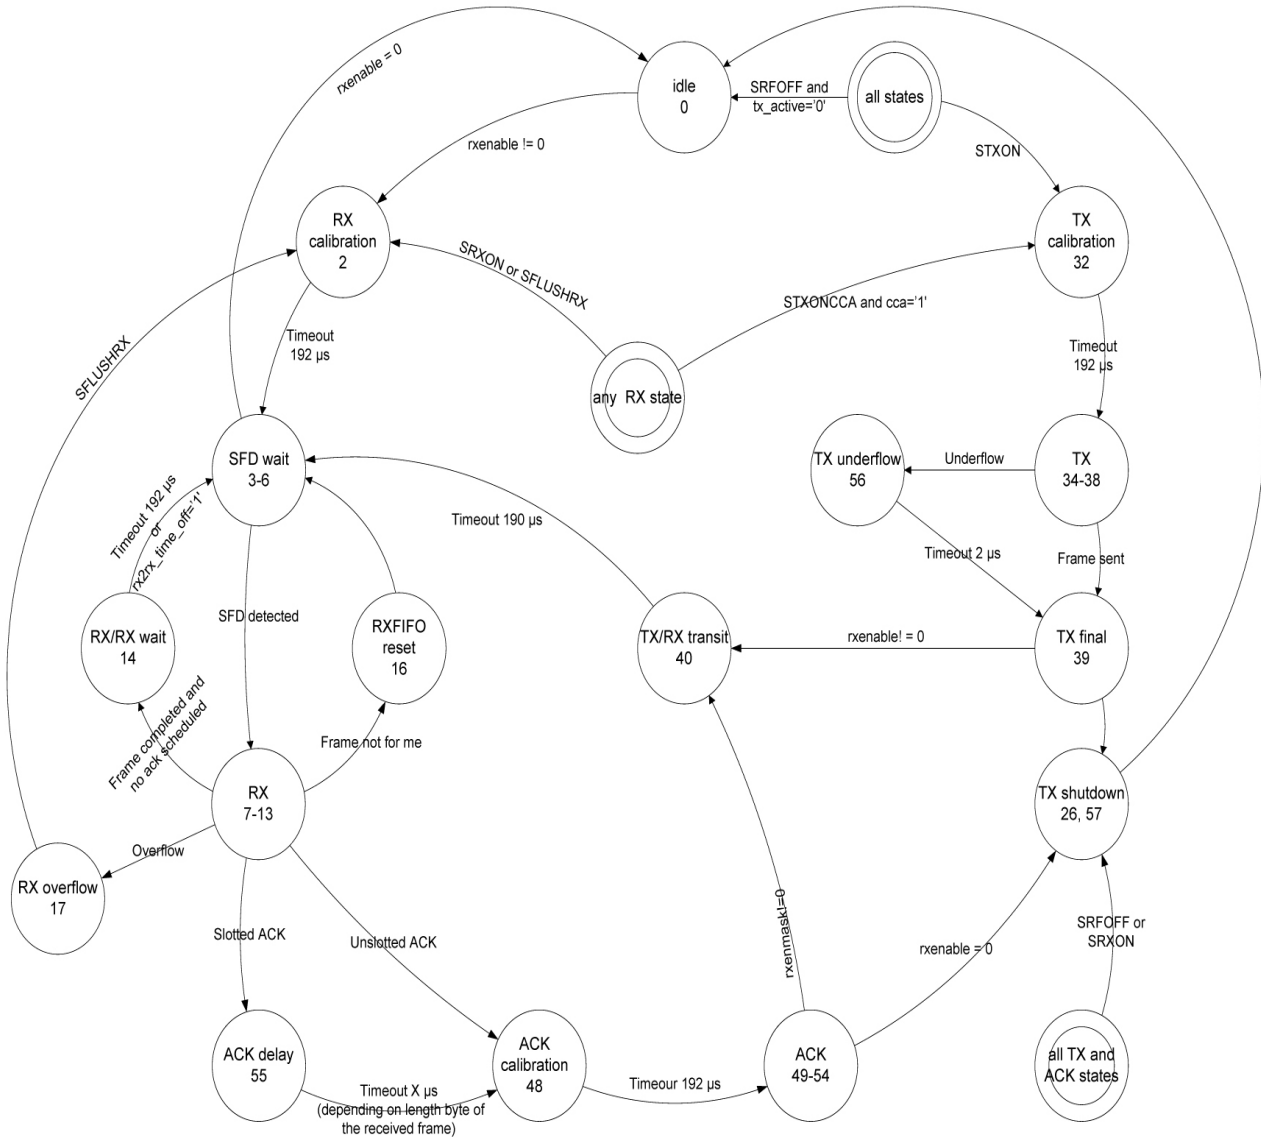 rxenable = 0
idle
0
SRFOFF and
tx_active='0'
all states
rxenable != 0
STXON
RX
calibration
2
TX
calibration
32
SRXON or SFLUSHRX
STXONCCA and cca='1'
Timeout
192 µs
Timeout
192 µs
SFLUSHRX
any  RX state
SFD wait
3-6
TX underflow
56
Underflow
TX
34-38
Timeout 192 µs
or
rx2rx_time_off='1'
Timeout 190 µs
Timeout 2 µs
Frame sent
SFD detected
RX/RX wait
14
RXFIFO
reset
16
TX/RX transit
40
rxenable! = 0
TX final
39
Frame completed and
no ack scheduled
Frame not for me
RX
7-13
TX shutdown
26, 57
Overflow
RX overflow
17
Slotted ACK
Unslotted ACK
rxenmask!=0
rxenable = 0
SRFOFF or
SRXON
ACK delay
55
ACK
calibration
48
ACK
49-54
all TX and
ACK states
Timeout X µs
(depending on length byte of
the received frame)
Timeour 192 µs